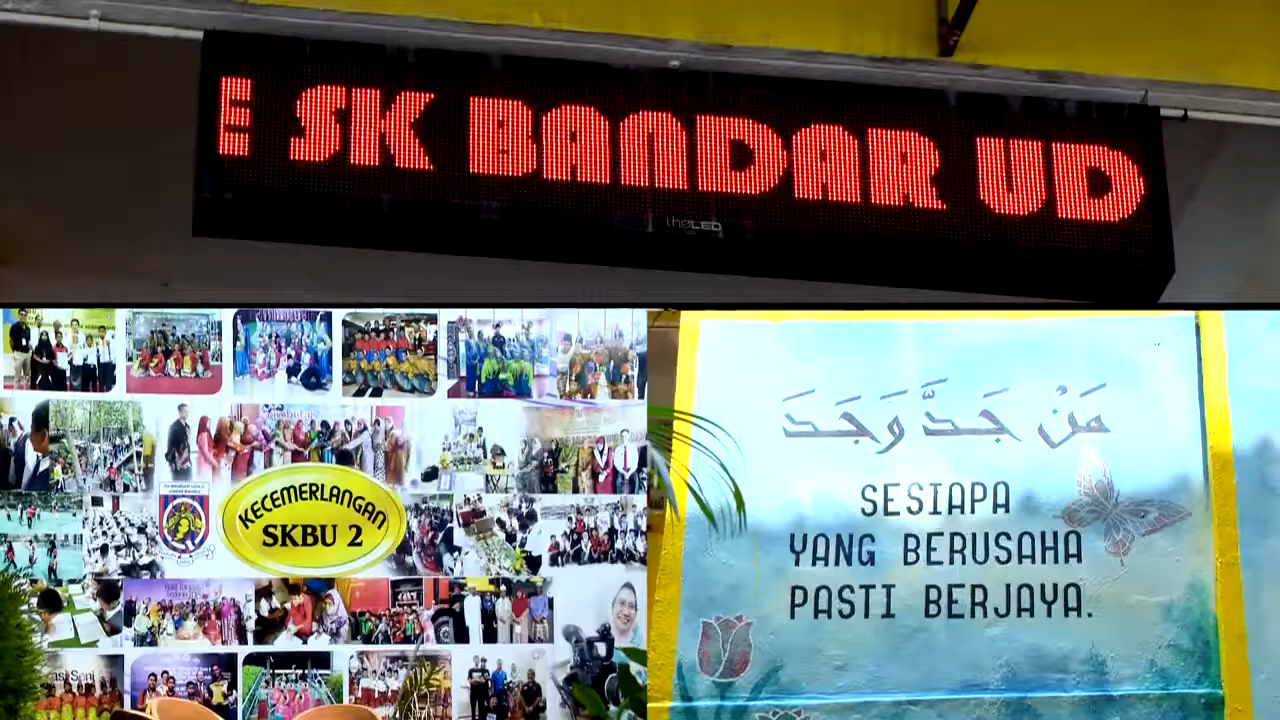 E SK BANDAR UD
theLED
KECEMERLANGAN
SKBU 2
مَنْ جَدَّ وَجَدَ
SESIAPA
YANG BERUSAHA
PASTI BERJAYA.